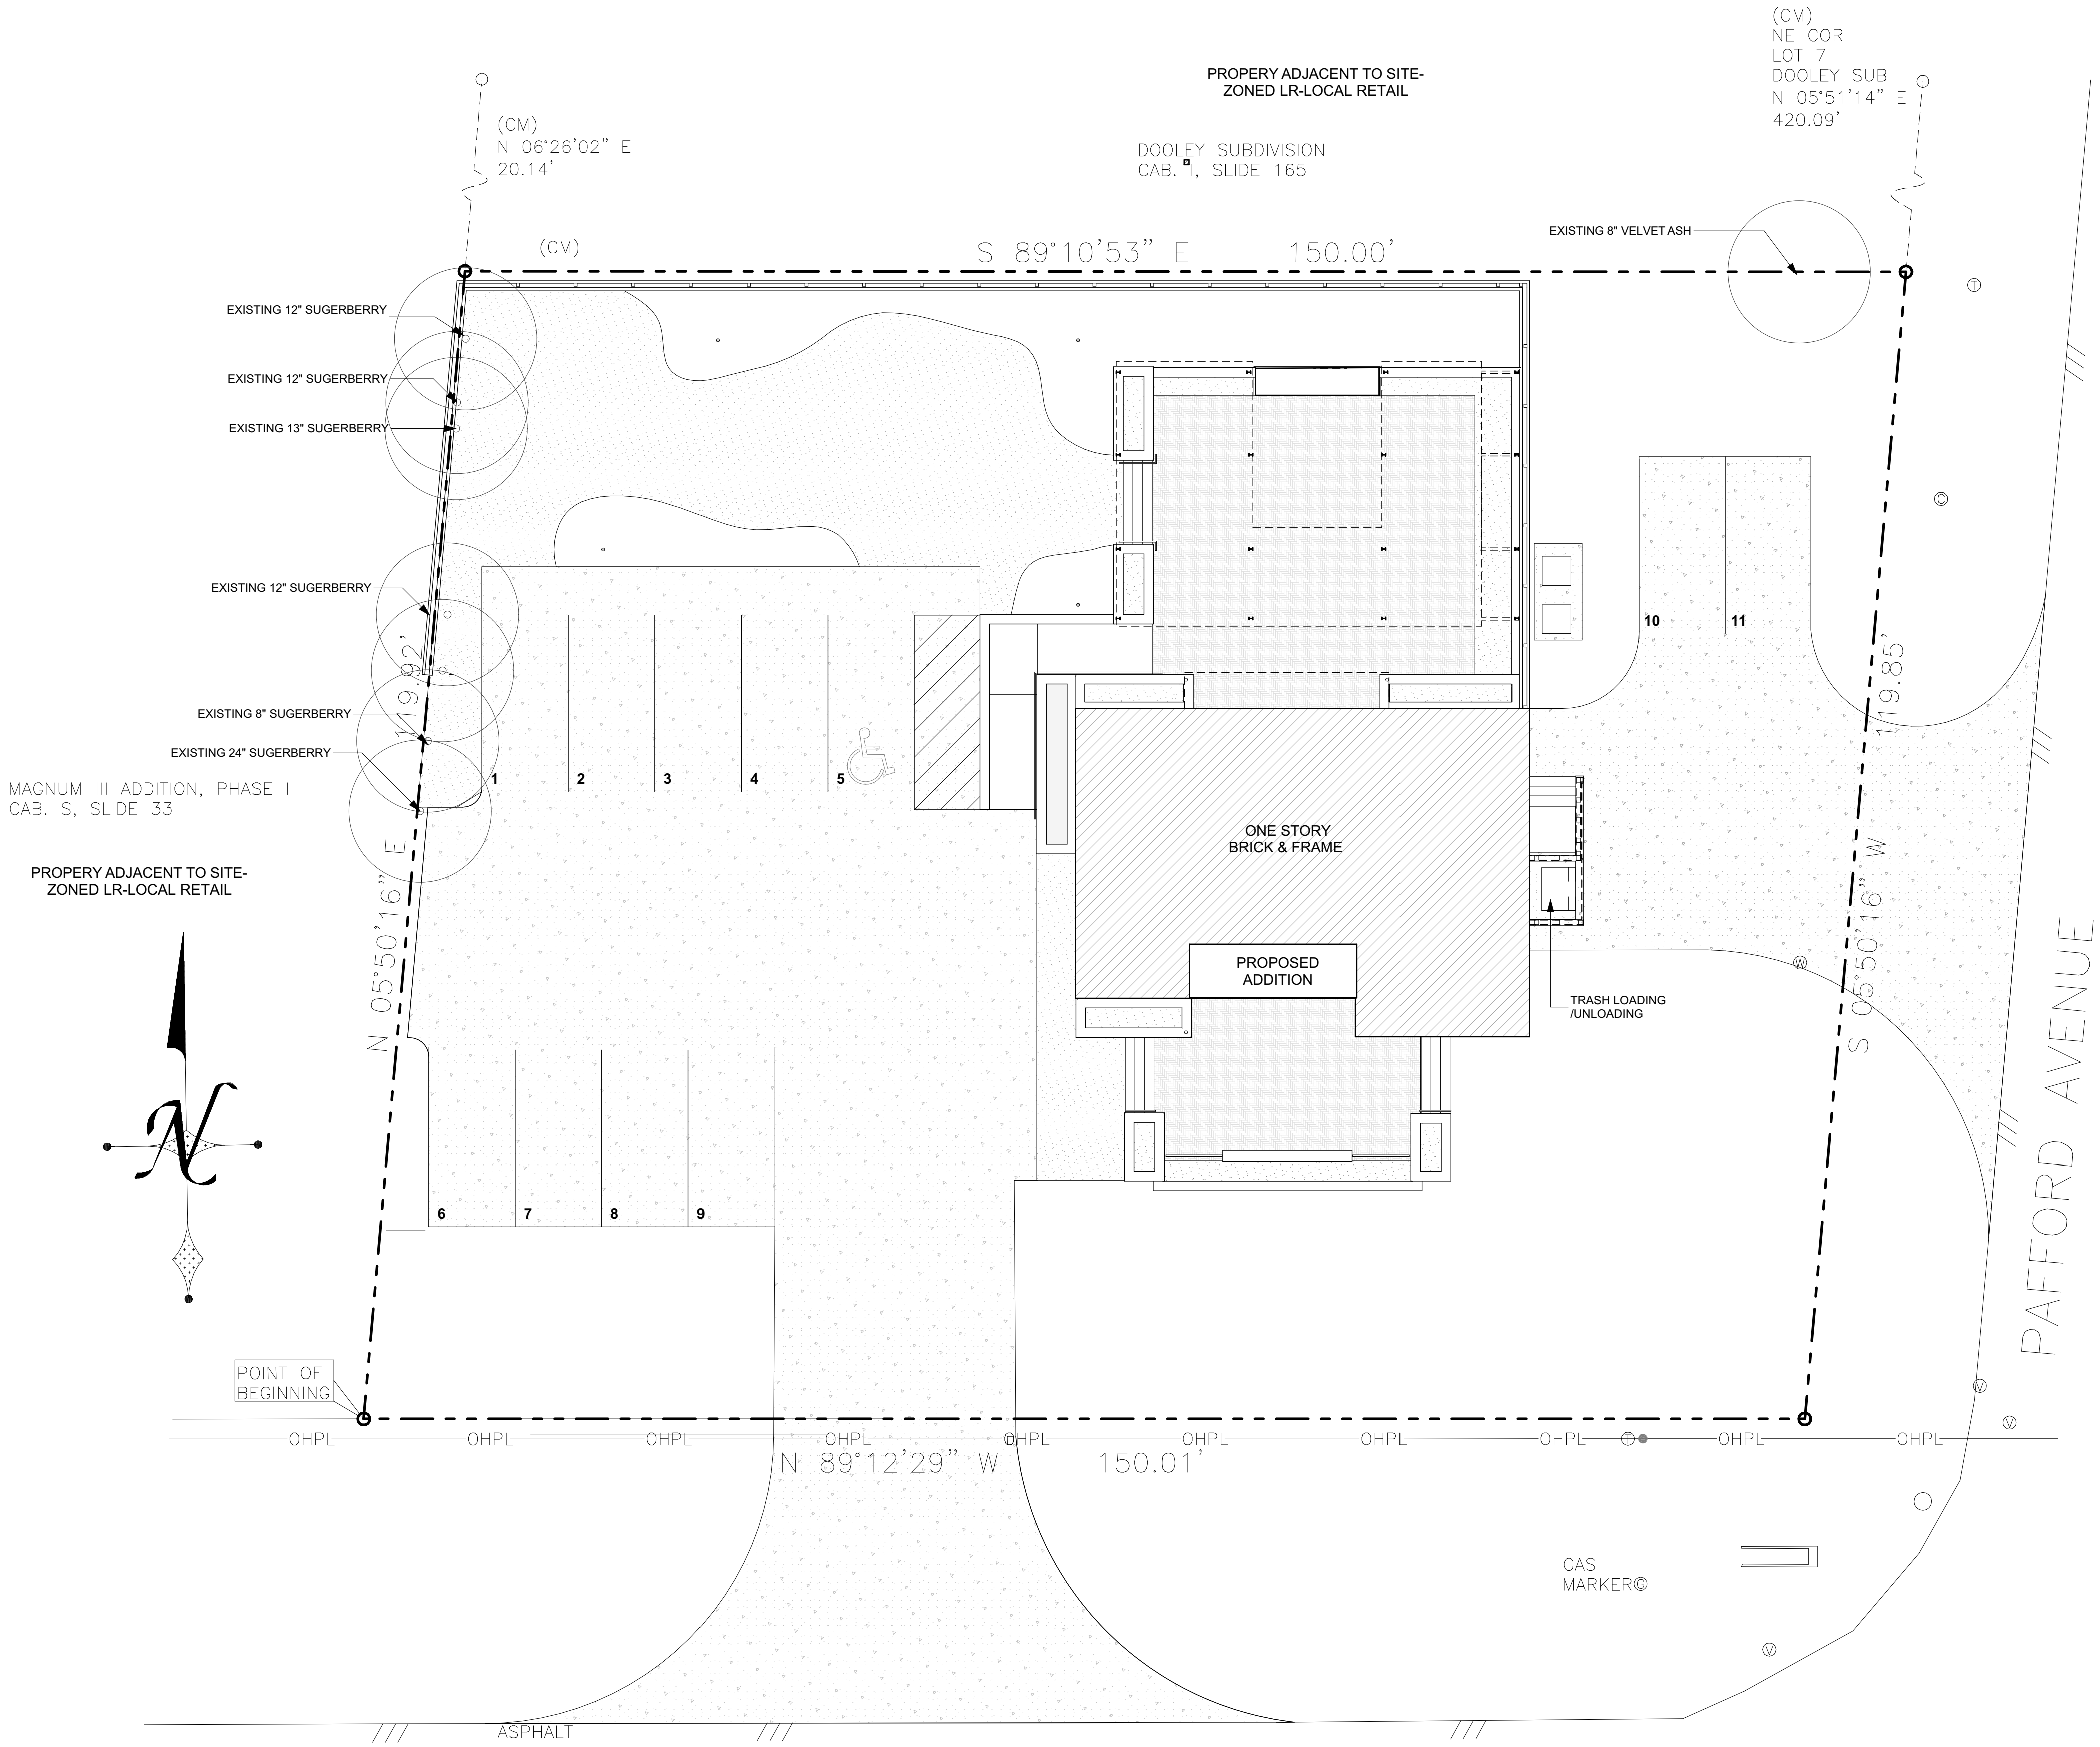 (CM)
NE COR
LOT 7
DOOLEY SUB
N 05°51'14" E
420.09'
PROPERY ADJACENT TO SITE-
ZONED LR-LOCAL RETAIL
(CM)
N 06°26'02" E
20.14'
DOOLEY SUBDIVISION
CAB. I, SLIDE 165
EXISTING 8" VELVET ASH
(CM)
S 89°10'53" E 150.00'
T
EXISTING 12" SUGERBERRY
EXISTING 12" SUGERBERRY
EXISTING 13" SUGERBERRY
C
EXISTING 12" SUGERBERRY
10
11
119.92'
119.85'
EXISTING 8" SUGERBERRY
EXISTING 24" SUGERBERRY
1
2
3
4
5
MAGNUM III ADDITION, PHASE I
CAB. S, SLIDE 33
ONE STORY
BRICK & FRAME
PROPERY ADJACENT TO SITE-
ZONED LR-LOCAL RETAIL
N 05°50'16" E
S 05°50'16" W
PROPOSED
ADDITION
W
TRASH LOADING
/UNLOADING
PAFFORD AVENUE
N
6
7
8
9
POINT OF
BEGINNING
V
V
OHPL OHPL OHPL OHPL OHPL OHPL OHPL OHPL T OHPL OHPL
N 89°12'29" W 150.01'
GAS
MARKER G
V
ASPHALT